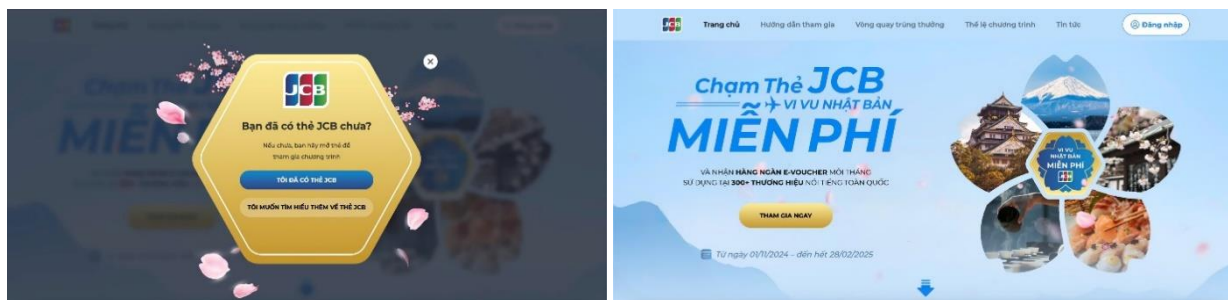 JCB
Bạn đã có thẻ JCB chưa?
Nếu chưa, bạn hãy mở thẻ để
tham gia chương trình
TÔI ĐÃ CÓ THẺ JCB
TÔI MUỐN TÌM HIỂU THÊM VỀ THẺ JCB
MIỄN
JCB
Trang chủ
Hướng dẫn tham gia
Vòng quay trúng thưởng
Thể lệ chương trình
Tin tức
Đăng nhập
Chạm Thẻ JCB
VI VU NHẬT BẢN
MIỄN PHÍ
VÀ NHẬN HÀNG NGÀN E-VOUCHER MỖI THÁNG
SỬ DỤNG TẠI 300+ THƯƠNG HIỆU NỔI TIẾNG TOÀN QUỐC
THAM GIA NGAY
Từ ngày 01/11/2024 – đến hết 28/02/2025
VI VU
NHẬT BẢN
MIỄN PHÍ
JCB